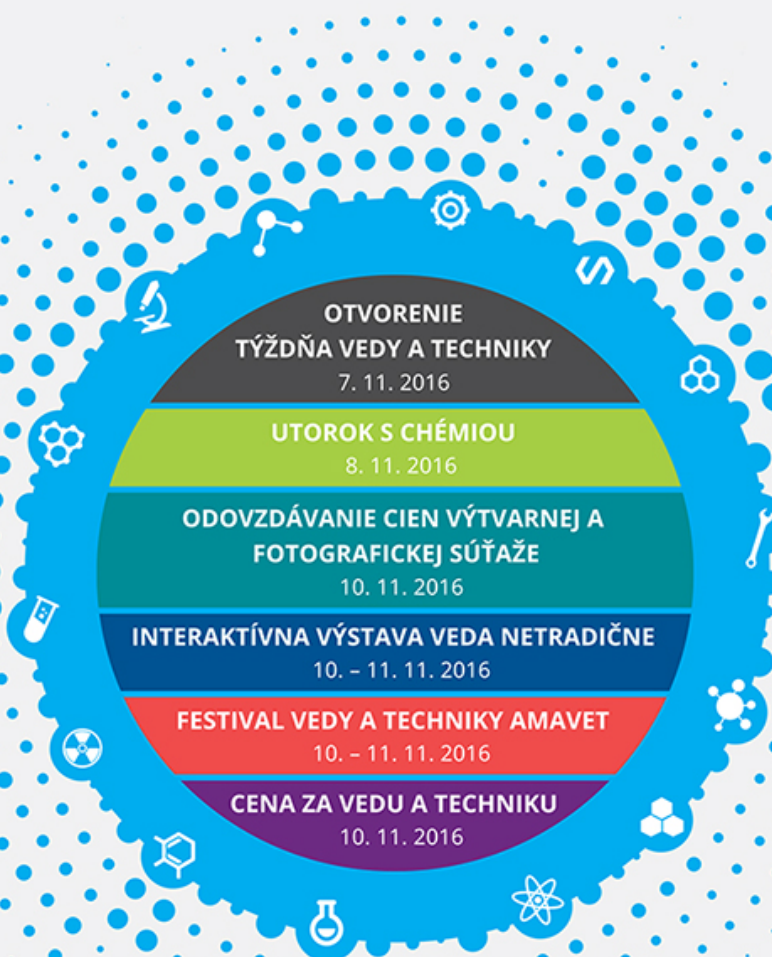 OTVORENIE
TÝŽDŇA VEDY A TECHNIKY
7. 11. 2016
UTOROK S CHÉMIOU
8. 11. 2016
ODOVZDÁVANIE CIEN VÝTVARNEJ A
FOTOGRAFICKEJ SÚŤAŽE
10. 11. 2016
INTERAKTÍVNA VÝSTAVA VEDA NETRADIČNE
10. – 11. 11. 2016
FESTIVAL VEDY A TECHNIKY AMAVET
10. – 11. 11. 2016
CENA ZA VEDU A TECHNIKU
10. 11. 2016